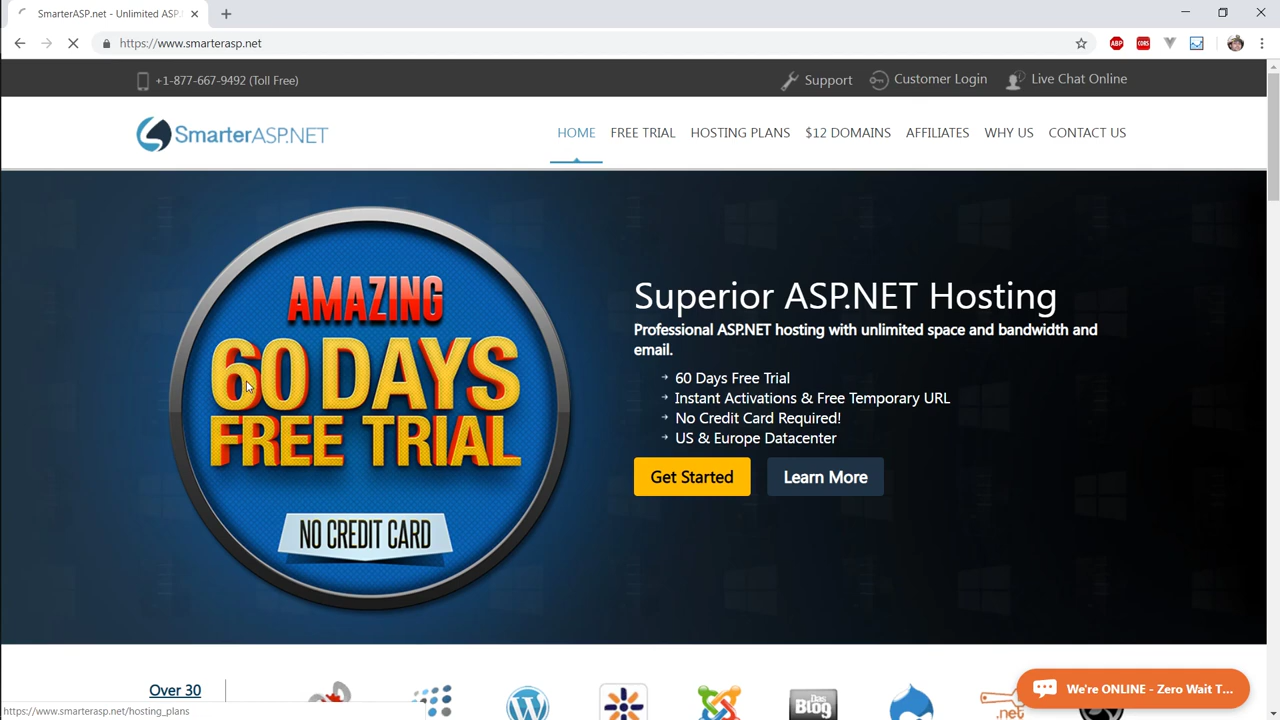 SmarterASP.net - Unlimited ASP.
https://www.smarterasp.net
ABP
CORS
+1-877-667-9492 (Toll Free)
Support
Customer Login
Live Chat Online
SmarterASP.NET
HOME
FREE TRIAL
HOSTING PLANS
$12 DOMAINS
AFFILIATES
WHY US
CONTACT US
AMAZING
60 DAYS
FREE TRIAL
NO CREDIT CARD
Superior ASP.NET Hosting
Professional ASP.NET hosting with unlimited space and bandwidth and
email.
60 Days Free Trial
Instant Activations & Free Temporary URL
No Credit Card Required!
US & Europe Datacenter
Get Started
Learn More
Over 30
Das
Blog
.net
We're ONLINE - Zero Wait T...
https://www.smarterasp.net/hosting_plans